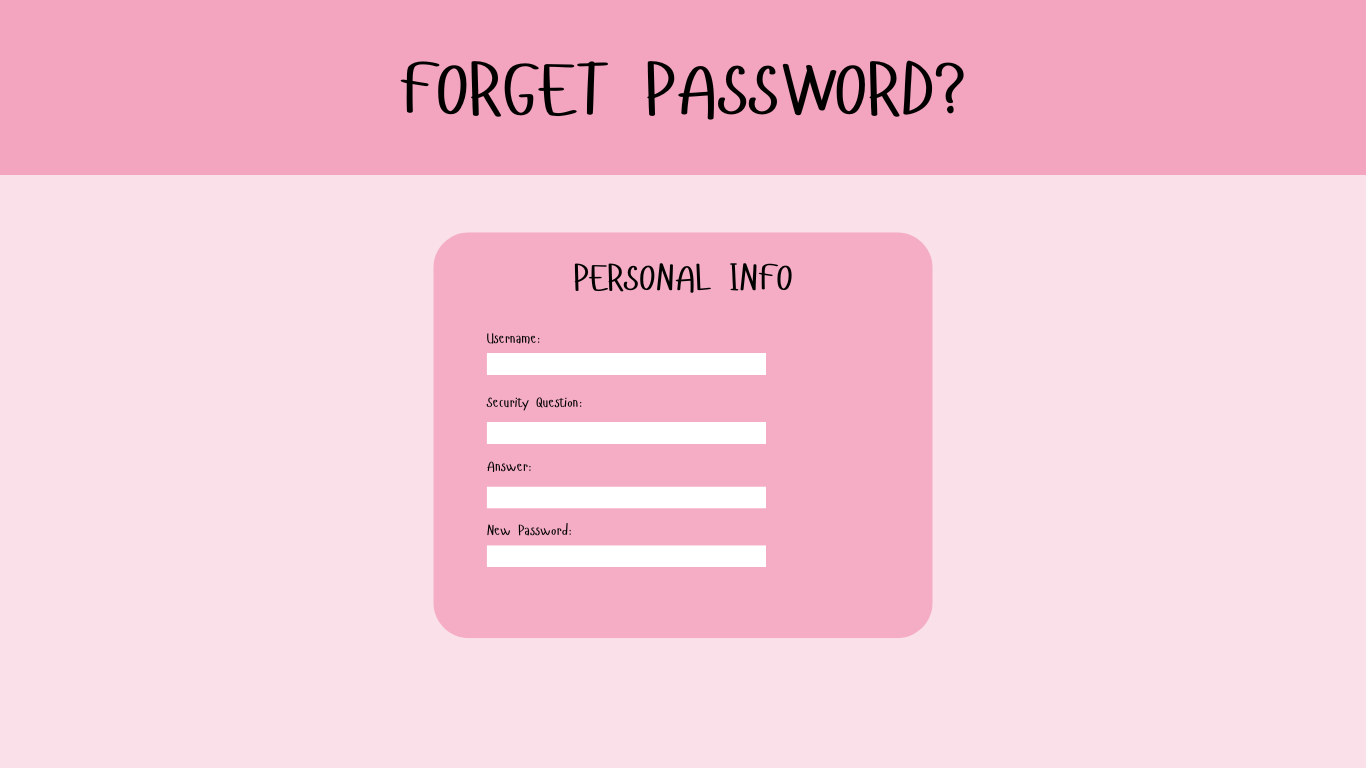 FORGET PASSWORD?
PERSONAL INFO
Username:
Security Question:
Answer:
New Password: